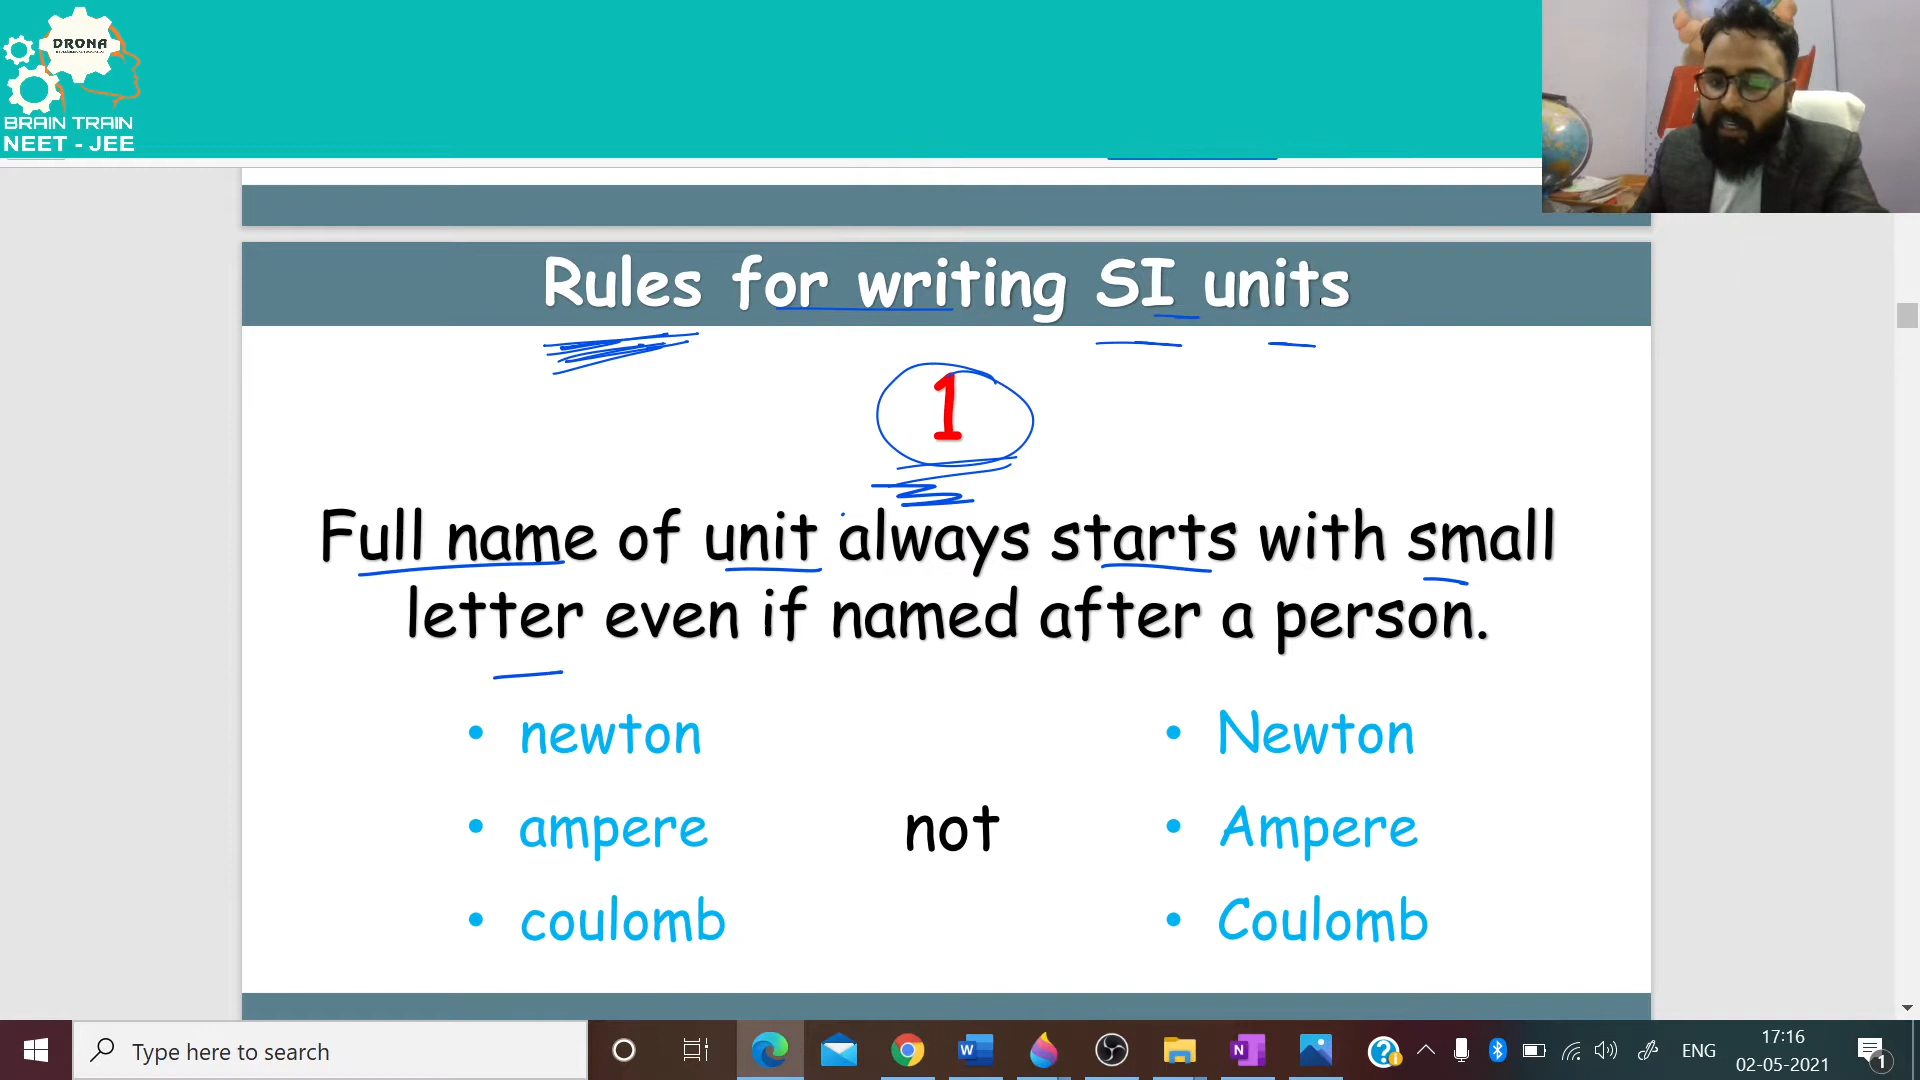 DRONA
BRAIN TRAIN
NEET - JEE
Rules for writing SI units
1
Full name of unit always starts with small
letter even if named after a person.
• newton
• Newton
• ampere
not
• Ampere
• coulomb
• Coulomb
Type here to search
ENG
17:16
02-05-2021
1